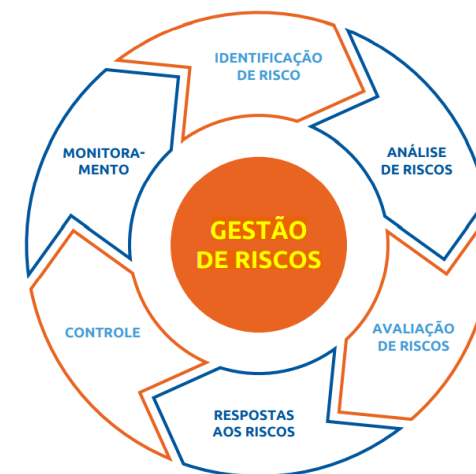 IDENTIFICAÇÃO
DE RISCO
ANÁLISE
DE RISCOS
AVALIAÇÃO
DE RISCOS
RESPOSTAS
AOS RISCOS
CONTROLE
MONITORA-
MENTO
GESTÃO
DE RISCOS